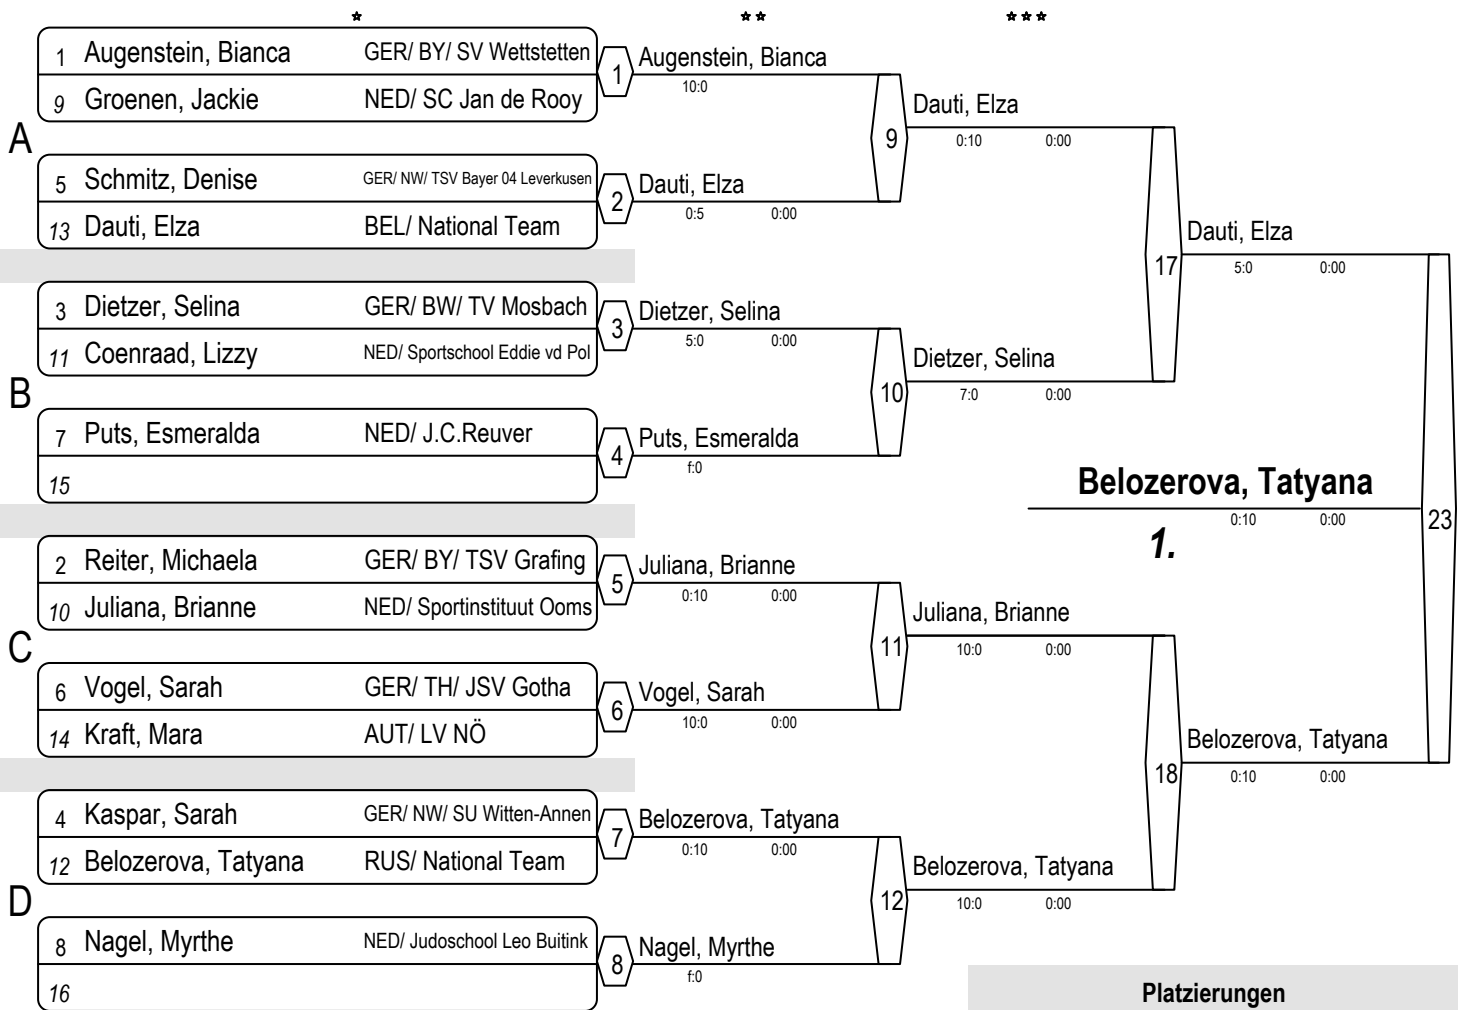 * ** ***
1 Augenstein, Bianca GER/ BY/ SV Wettstetten
9 Groenen, Jackie NED/ SC Jan de Rooy
1 Augenstein, Bianca
10:0
A
5 Schmitz, Denise GER/ NW/ TSV Bayer 04 Leverkusen
13 Dauti, Elza BEL/ National Team
2 Dauti, Elza
0:5 0:00
9 Dauti, Elza
0:10 0:00
3 Dietzer, Selina GER/ BW/ TV Mosbach
11 Coenraad, Lizzy NED/ Sportschool Eddie vd Pol
3 Dietzer, Selina
5:0 0:00
B
7 Puts, Esmeralda NED/ J.C.Reuver
15
4 Puts, Esmeralda
f:0
10 Dietzer, Selina
7:0 0:00
17 Dauti, Elza
5:0 0:00
Belozerova, Tatyana
0:10 0:00
1.
23
2 Reiter, Michaela GER/ BY/ TSV Grafing
10 Juliana, Brianne NED/ Sportinstituut Ooms
5 Juliana, Brianne
0:10 0:00
C
6 Vogel, Sarah GER/ TH/ JSV Gotha
14 Kraft, Mara AUT/ LV NÖ
6 Vogel, Sarah
10:0 0:00
11 Juliana, Brianne
10:0 0:00
4 Kaspar, Sarah GER/ NW/ SU Witten-Annen
12 Belozerova, Tatyana RUS/ National Team
7 Belozerova, Tatyana
0:10 0:00
D
8 Nagel, Myrthe NED/ Judoschool Leo Buitink
16
8 Nagel, Myrthe
f:0
12 Belozerova, Tatyana
10:0 0:00
18 Belozerova, Tatyana
0:10 0:00
Platzierungen